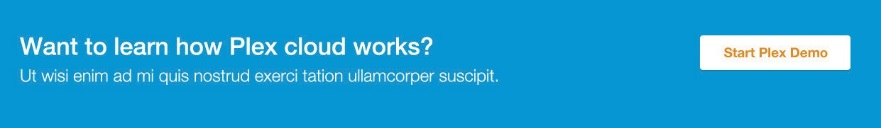 Want to learn how Plex cloud works?
Ut wisi enim ad mi quis nostrud exerci tation ullamcorper suscipit.
Start Plex Demo